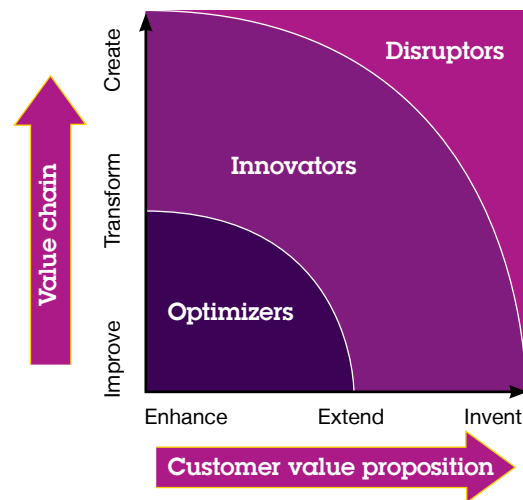 Create
Disruptors
Innovators
Transform
Value chain
Optimizers
Improve
Enhance
Extend
Invent
Customer value proposition